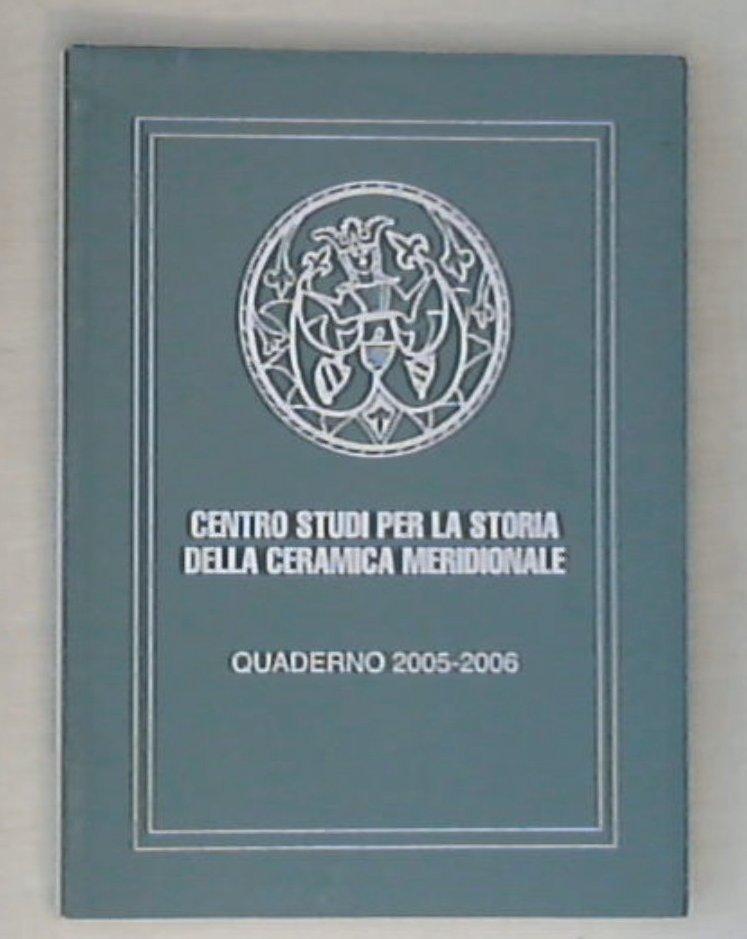 CENTRO STUDI PER LA STORIA
DELLA CERAMICA MERIDIONALE
QUADERNO 2005-2006